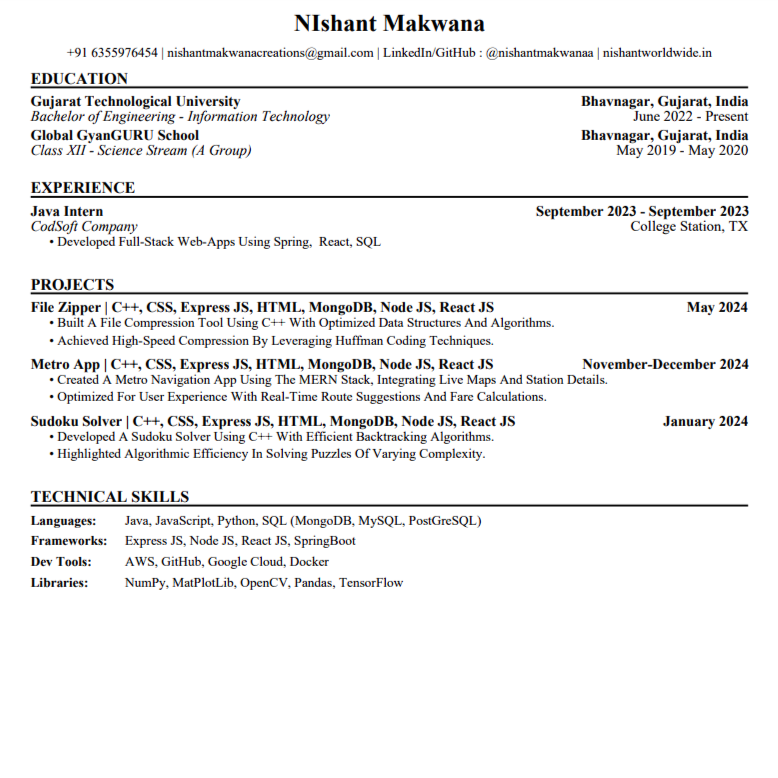 NIshant Makwana
+91 6355976454 | nishantmakwanacreations@gmail.com | LinkedIn/GitHub : @nishantmakwanaa | nishantworldwide.in
EDUCATION
Gujarat Technological University Bhavnagar, Gujarat, India
Bachelor of Engineering - Information Technology June 2022 - Present
Global GyanGURU School Bhavnagar, Gujarat, India
Class XII - Science Stream (A Group) May 2019 - May 2020
EXPERIENCE
Java Intern September 2023 - September 2023
CodSoft Company College Station, TX
• Developed Full-Stack Web-Apps Using Spring, React, SQL
PROJECTS
File Zipper | C++, CSS, Express JS, HTML, MongoDB, Node JS, React JS May 2024
• Built A File Compression Tool Using C++ With Optimized Data Structures And Algorithms.
• Achieved High-Speed Compression By Leveraging Huffman Coding Techniques.
Metro App | C++, CSS, Express JS, HTML, MongoDB, Node JS, React JS November-December 2024
• Created A Metro Navigation App Using The MERN Stack, Integrating Live Maps And Station Details.
• Optimized For User Experience With Real-Time Route Suggestions And Fare Calculations.
Sudoku Solver | C++, CSS, Express JS, HTML, MongoDB, Node JS, React JS January 2024
• Developed A Sudoku Solver Using C++ With Efficient Backtracking Algorithms.
• Highlighted Algorithmic Efficiency In Solving Puzzles Of Varying Complexity.
TECHNICAL SKILLS
Languages: Java, JavaScript, Python, SQL (MongoDB, MySQL, PostGreSQL)
Frameworks: Express JS, Node JS, React JS, SpringBoot
Dev Tools: AWS, GitHub, Google Cloud, Docker
Libraries: NumPy, MatPlotLib, OpenCV, Pandas, TensorFlow